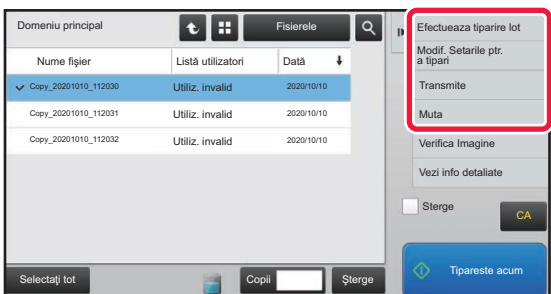 Domeniu principal
Fisierele
Nume fişier
Listă utilizatori
Dată
Copy_20201010_112030
Utiliz. invalid
2020/10/10
Copy_20201010_112031
Utiliz. invalid
2020/10/10
Copy_20201010_112032
Utiliz. invalid
2020/10/10
Selectaţi tot
Copii
Şterge
Efectueaza tiparire lot
Modif. Setarile ptr.
a tipari
Transmite
Muta
Verifica Imagine
Vezi info detaliate
Sterge
CA
Tipareste acum